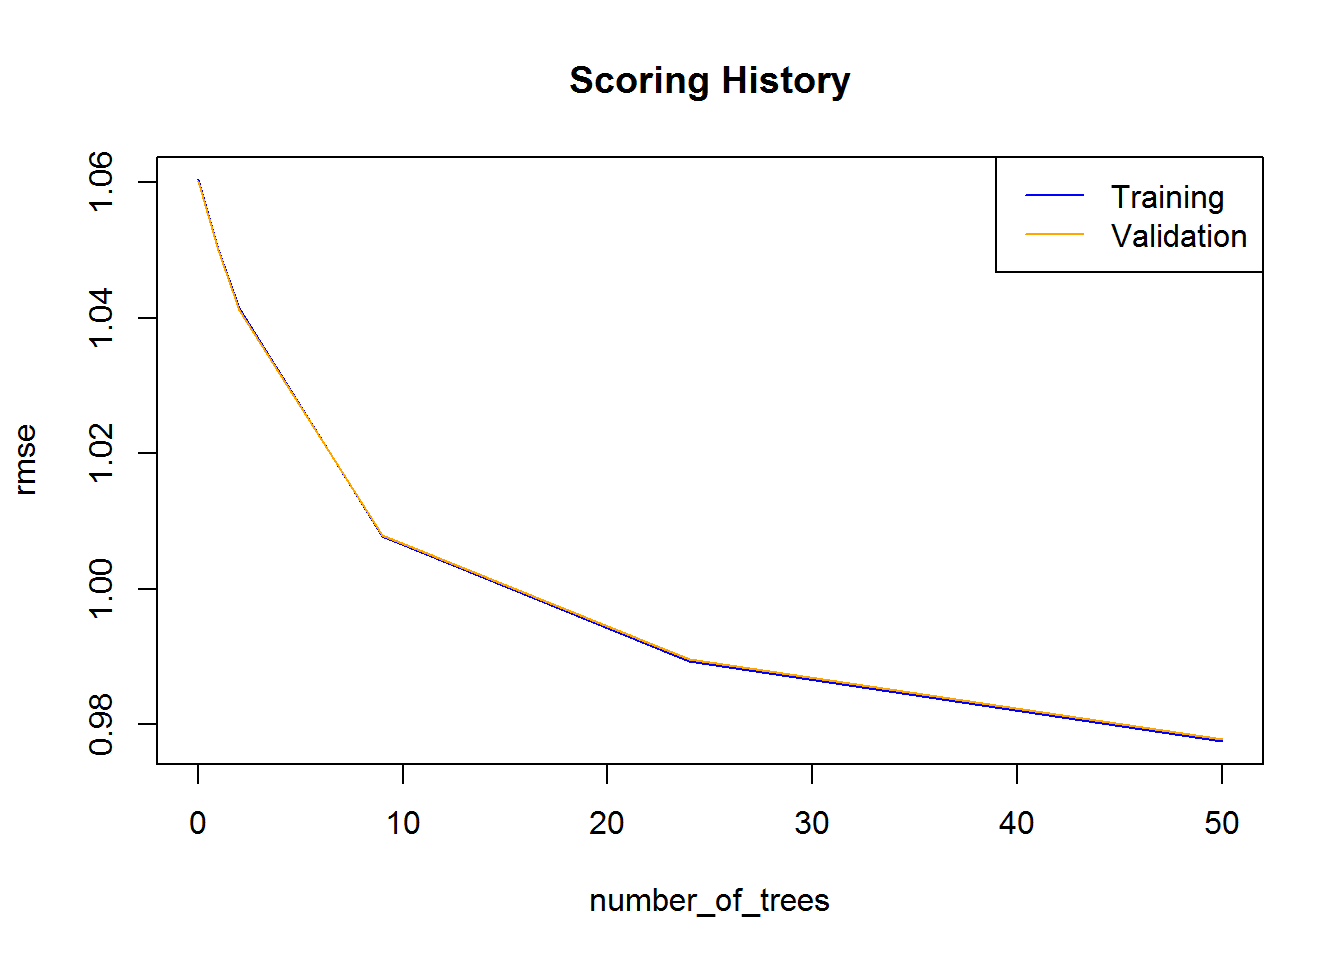 Scoring History
Training
Validation
rmse
1.06
1.04
1.02
1.00
0.98
0 10 20 30 40 50
number_of_trees